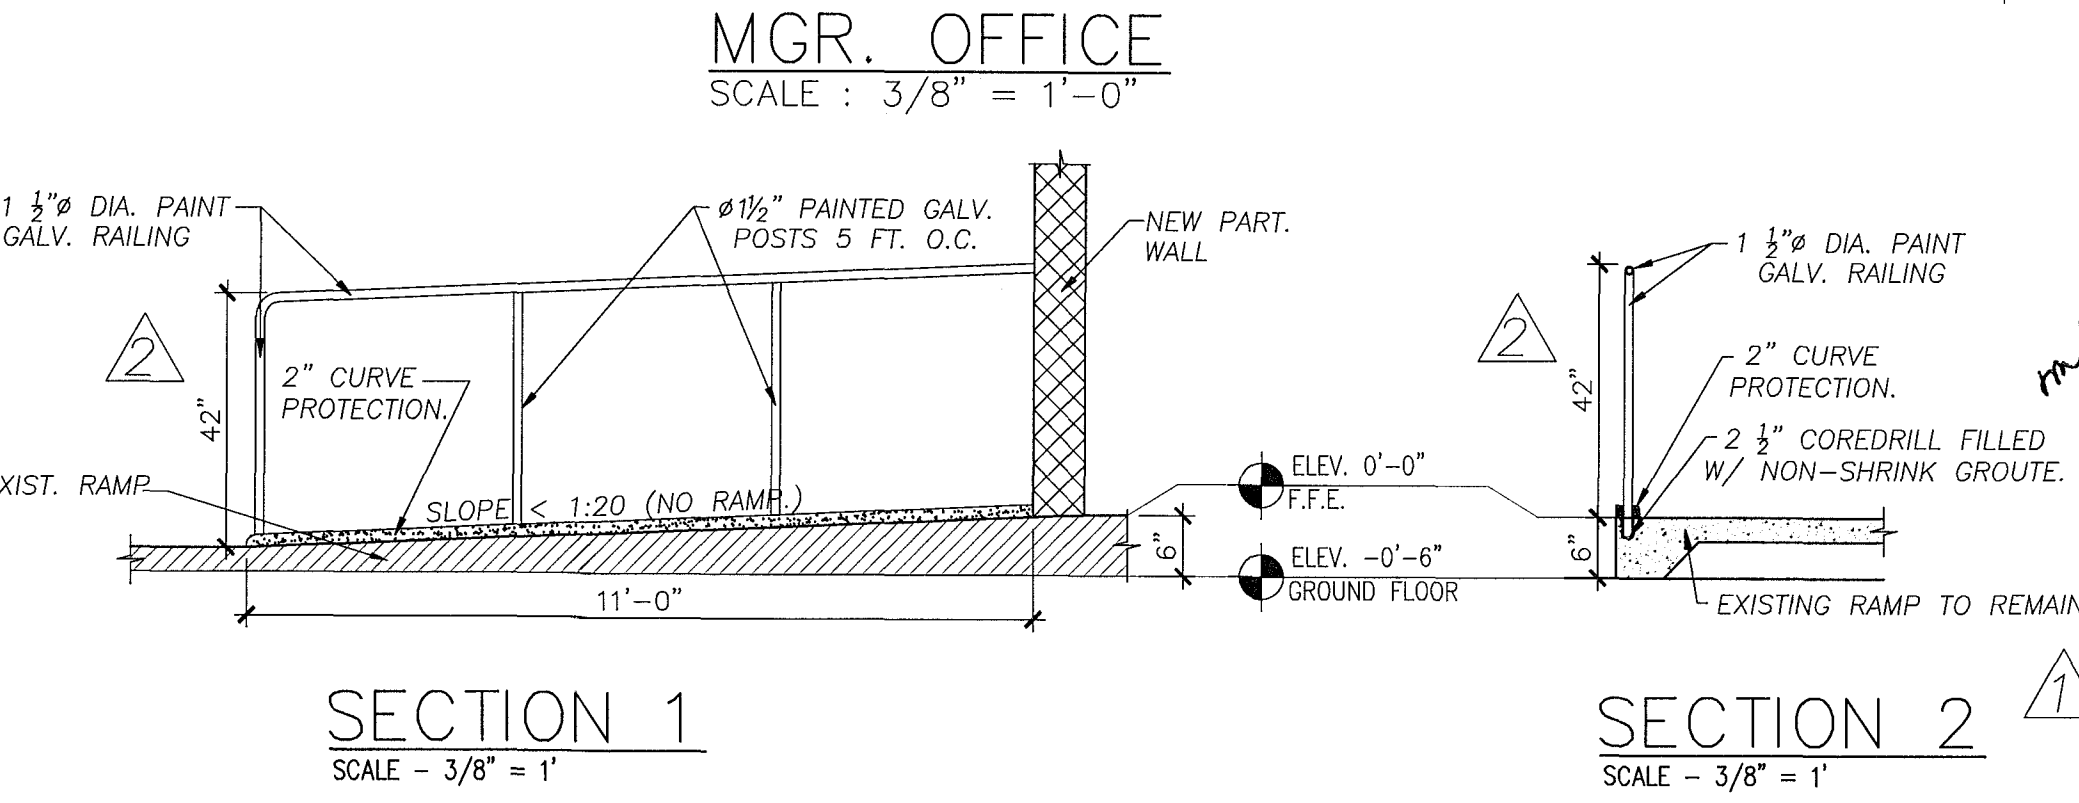 MGR. OFFICE
SCALE : 3/8" = 1'-0"
1 1/2"ø DIA. PAINT
GALV. RAILING
ø1½" PAINTED GALV.
POSTS 5 FT. O.C.
NEW PART.
WALL
2
42"
2" CURVE
PROTECTION.
XIST. RAMP
SLOPE < 1:20 (NO RAMP.)
6"
11'-0"
ELEV. 0'-0"
F.F.E.
ELEV. -0'-6"
GROUND FLOOR
1 1/2"ø DIA. PAINT
GALV. RAILING
2
42"
2" CURVE
PROTECTION.
2 1/2" COREDRILL FILLED
W/ NON-SHRINK GROUTE.
6"
EXISTING RAMP TO REMAIN
SECTION 1
SCALE - 3/8" = 1'
SECTION 2
SCALE - 3/8" = 1'
1